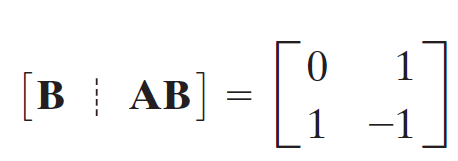 [B ┆ AB] = [0 1
1 −1]